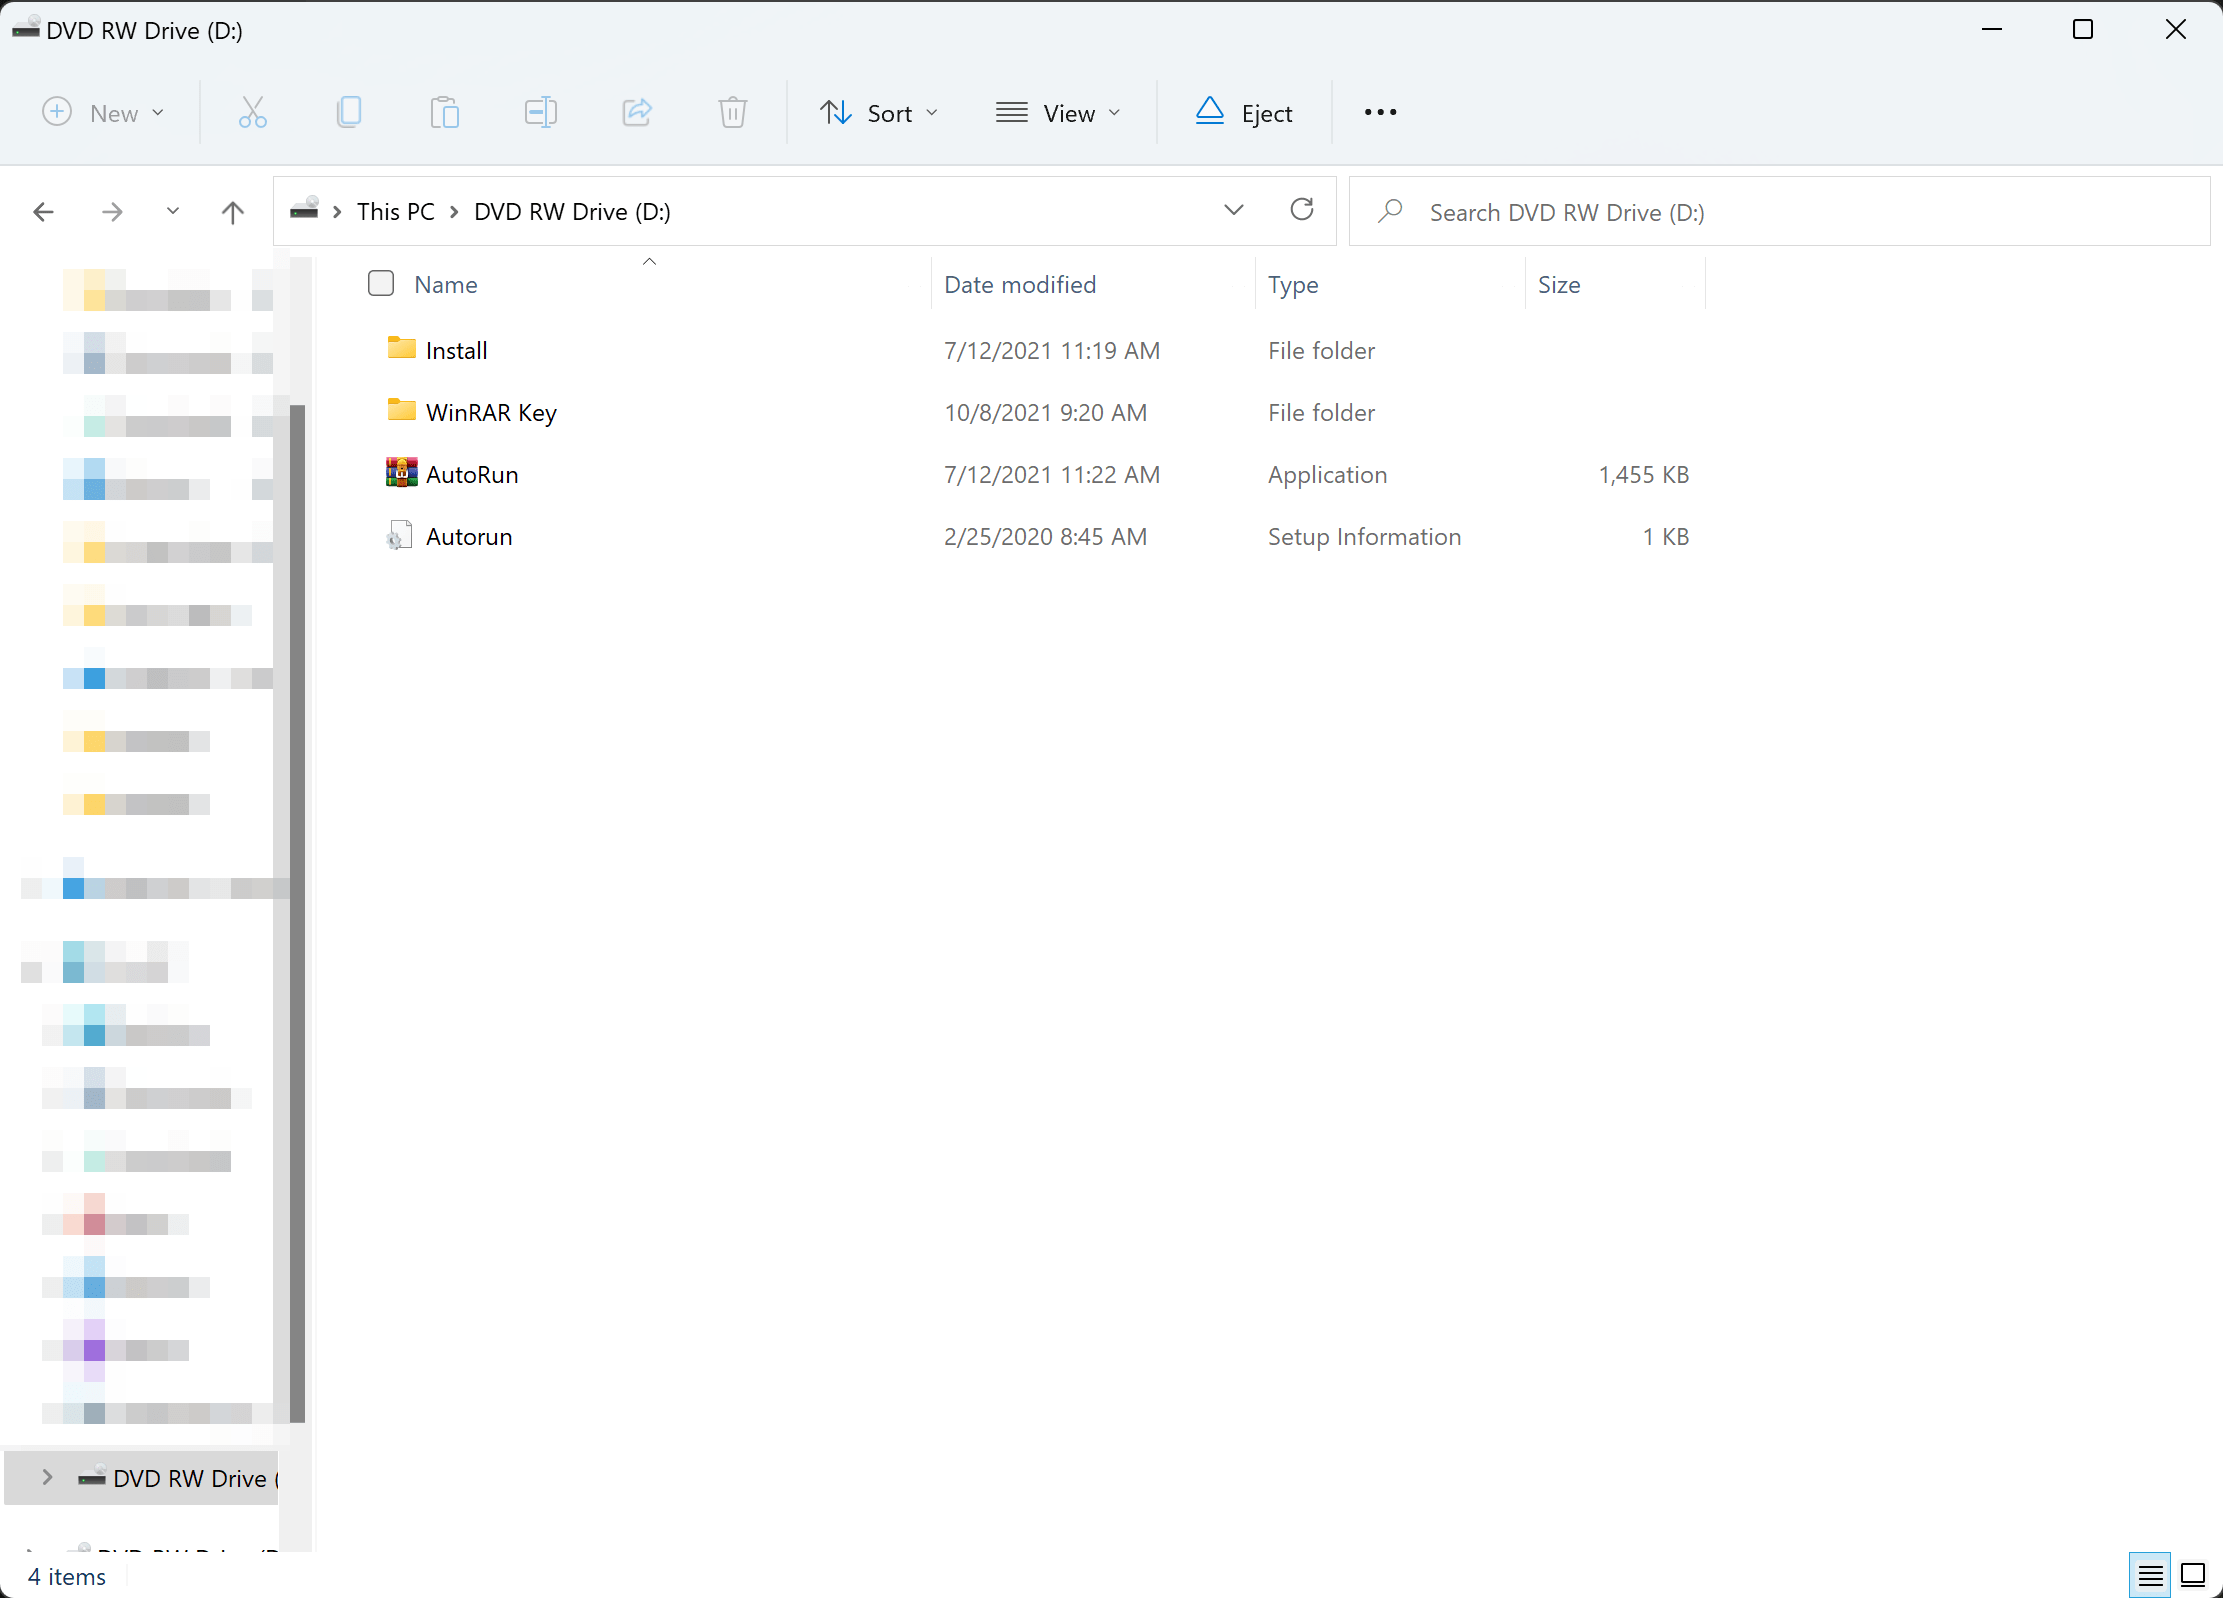 DVD RW Drive (D:)
New
Sort
View
Eject
This PC
DVD RW Drive (D:)
Search DVD RW Drive (D:)
Name Date modified Type Size
Install 7/12/2021 11:19 AM File folder
WinRAR Key 10/8/2021 9:20 AM File folder
AutoRun 7/12/2021 11:22 AM Application 1,455 KB
Autorun 2/25/2020 8:45 AM Setup Information 1 KB
DVD RW Drive (
4 items